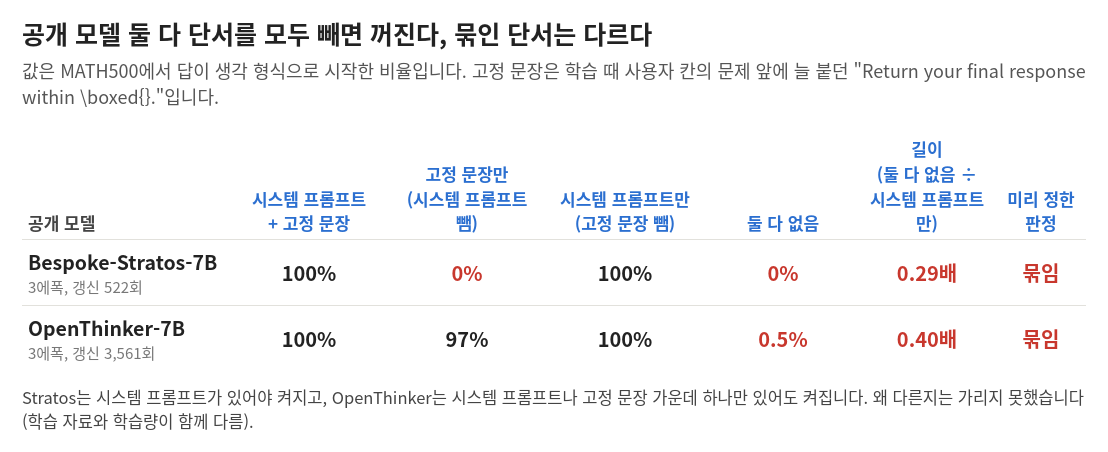 공개 모델 둘 다 단서를 모두 빼면 꺼진다, 묶인 단서는 다르다
값은 MATH500에서 답이 생각 형식으로 시작한 비율입니다. 고정 문장은 학습 때 사용자 칸의 문제 앞에 늘 붙던 "Return your final response
within \boxed{}."입니다.
공개 모델
시스템 프롬프트
+ 고정 문장
고정 문장만
(시스템 프롬프트
뺌)
시스템 프롬프트만
(고정 문장 뺌)
둘 다 없음
길이
(둘 다 없음 ÷
시스템 프롬프트
만)
미리 정한
판정
Bespoke-Stratos-7B
3에폭, 갱신 522회
100%
0%
100%
0%
0.29배
묶임
OpenThinker-7B
3에폭, 갱신 3,561회
100%
97%
100%
0.5%
0.40배
묶임
Stratos는 시스템 프롬프트가 있어야 켜지고, OpenThinker는 시스템 프롬프트나 고정 문장 가운데 하나만 있어도 켜집니다. 왜 다른지는 가리지 못했습니다
(학습 자료와 학습량이 함께 다름).